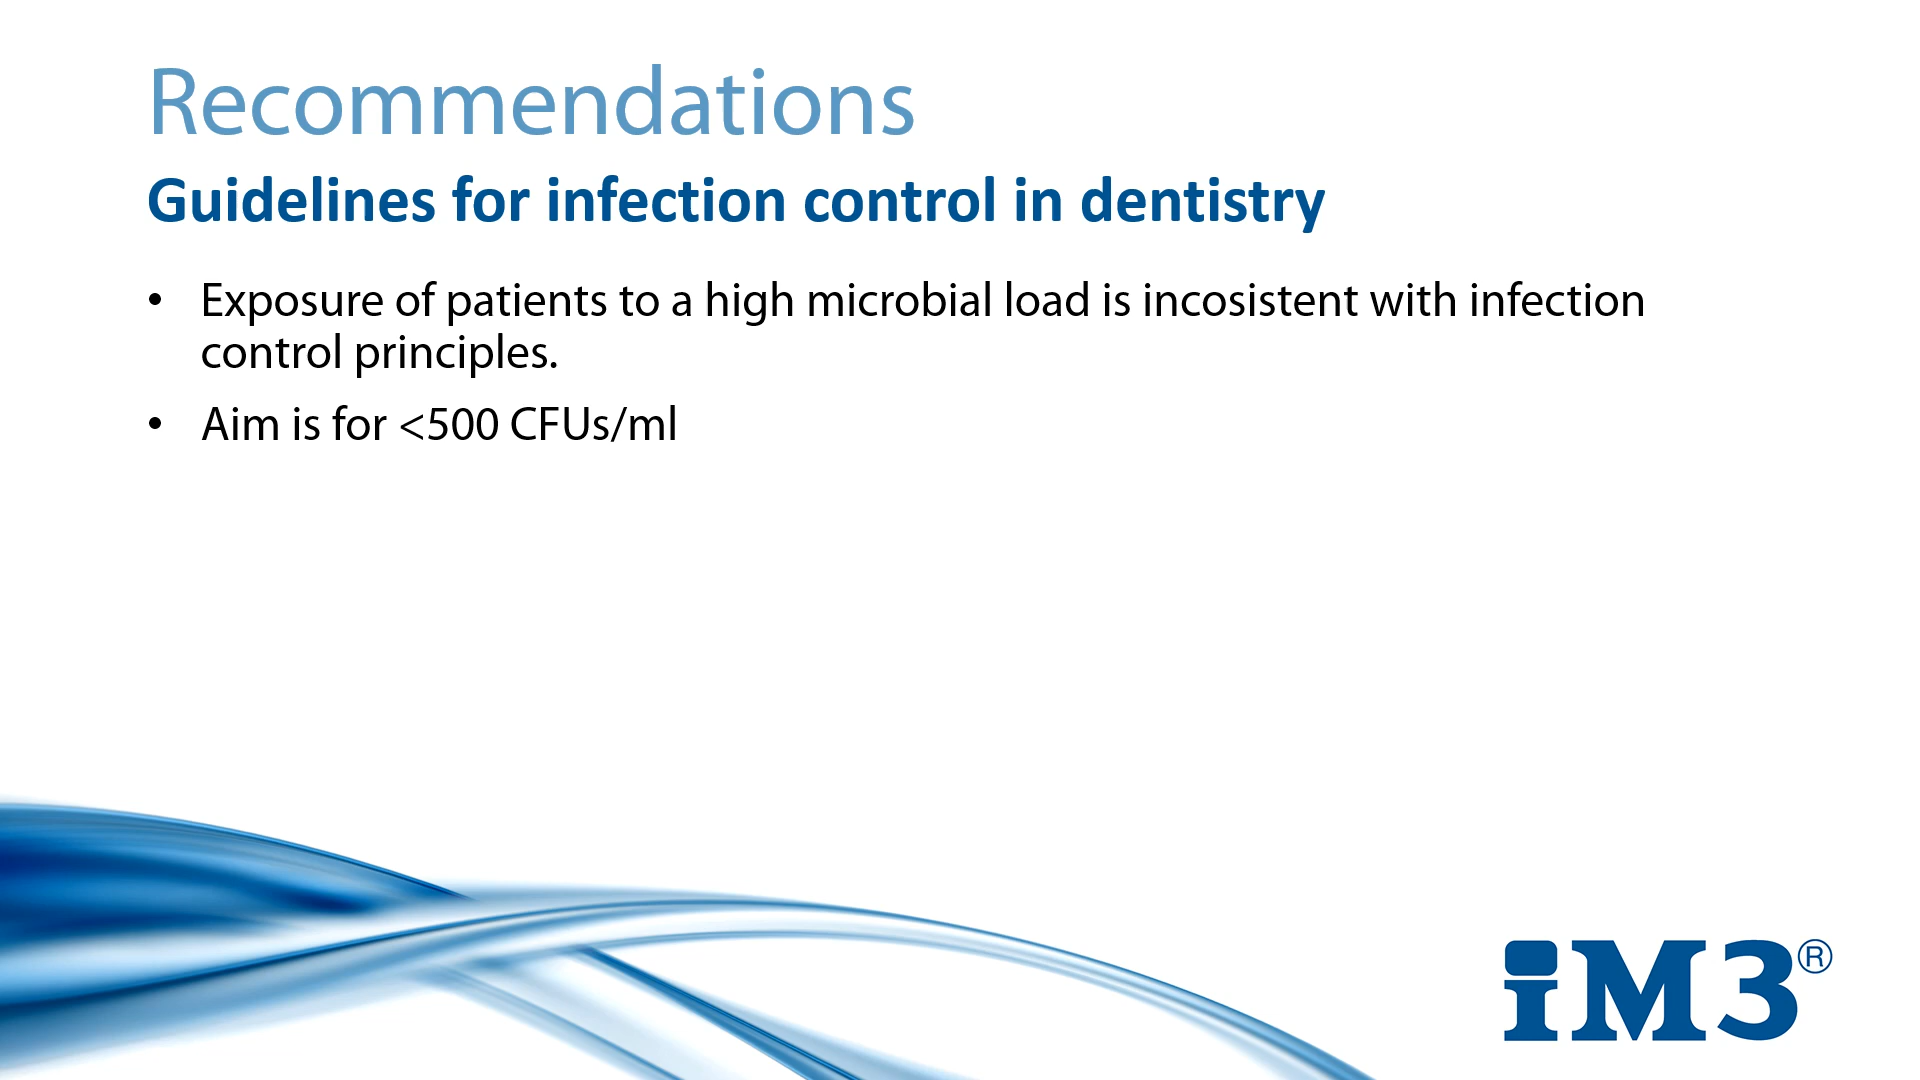 Recommendations
Guidelines for infection control in dentistry
• Exposure of patients to a high microbial load is incosistent with infection
control principles.
• Aim is for <500 CFUs/ml
iM3®